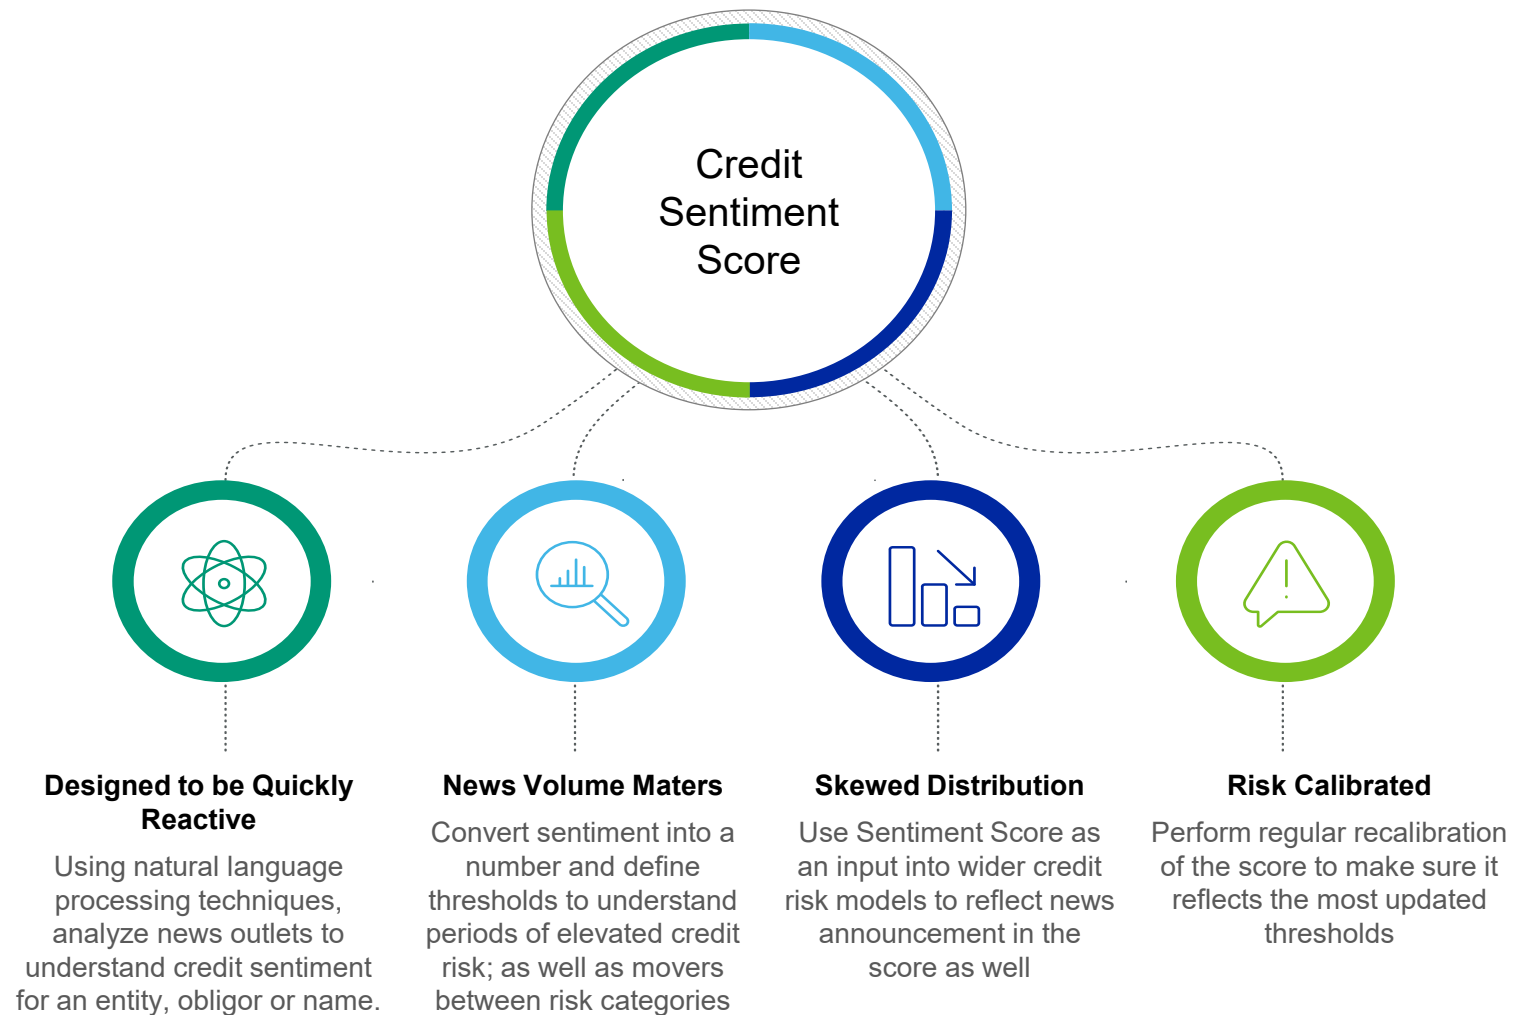 Credit
Sentiment
Score
Designed to be Quickly
Reactive
Using natural language
processing techniques,
analyze news outlets to
understand credit sentiment
for an entity, obligor or name.
News Volume Maters
Convert sentiment into a
number and define
thresholds to understand
periods of elevated credit
risk; as well as movers
between risk categories
Skewed Distribution
Use Sentiment Score as
an input into wider credit
risk models to reflect news
announcement in the
score as well
Risk Calibrated
Perform regular recalibration
of the score to make sure it
reflects the most updated
thresholds